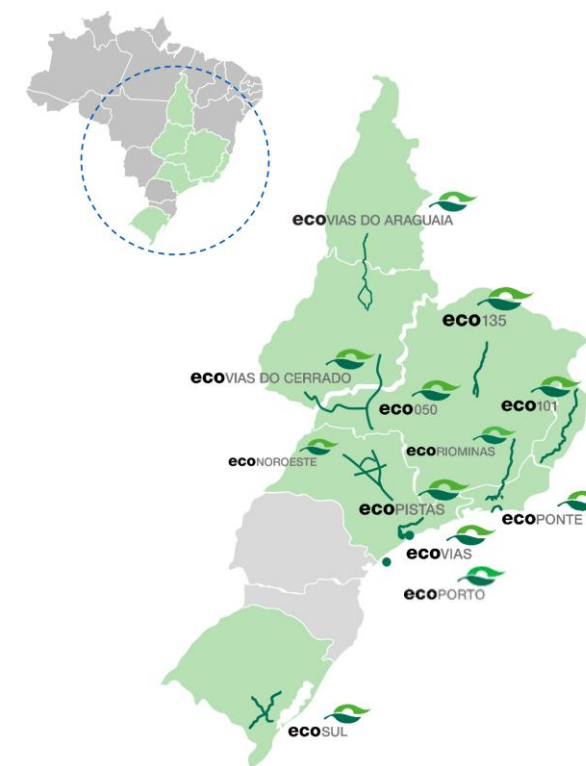 ecoVIAS DO ARAGUAIA
eco135
ecoVIAS DO CERRADO
eco050
eco101
ecoNOROESTE
ecoRIOMINAS
ecoPISTAS
ecoPONTE
ecoVIAS
ecoPORTO
ecoSUL